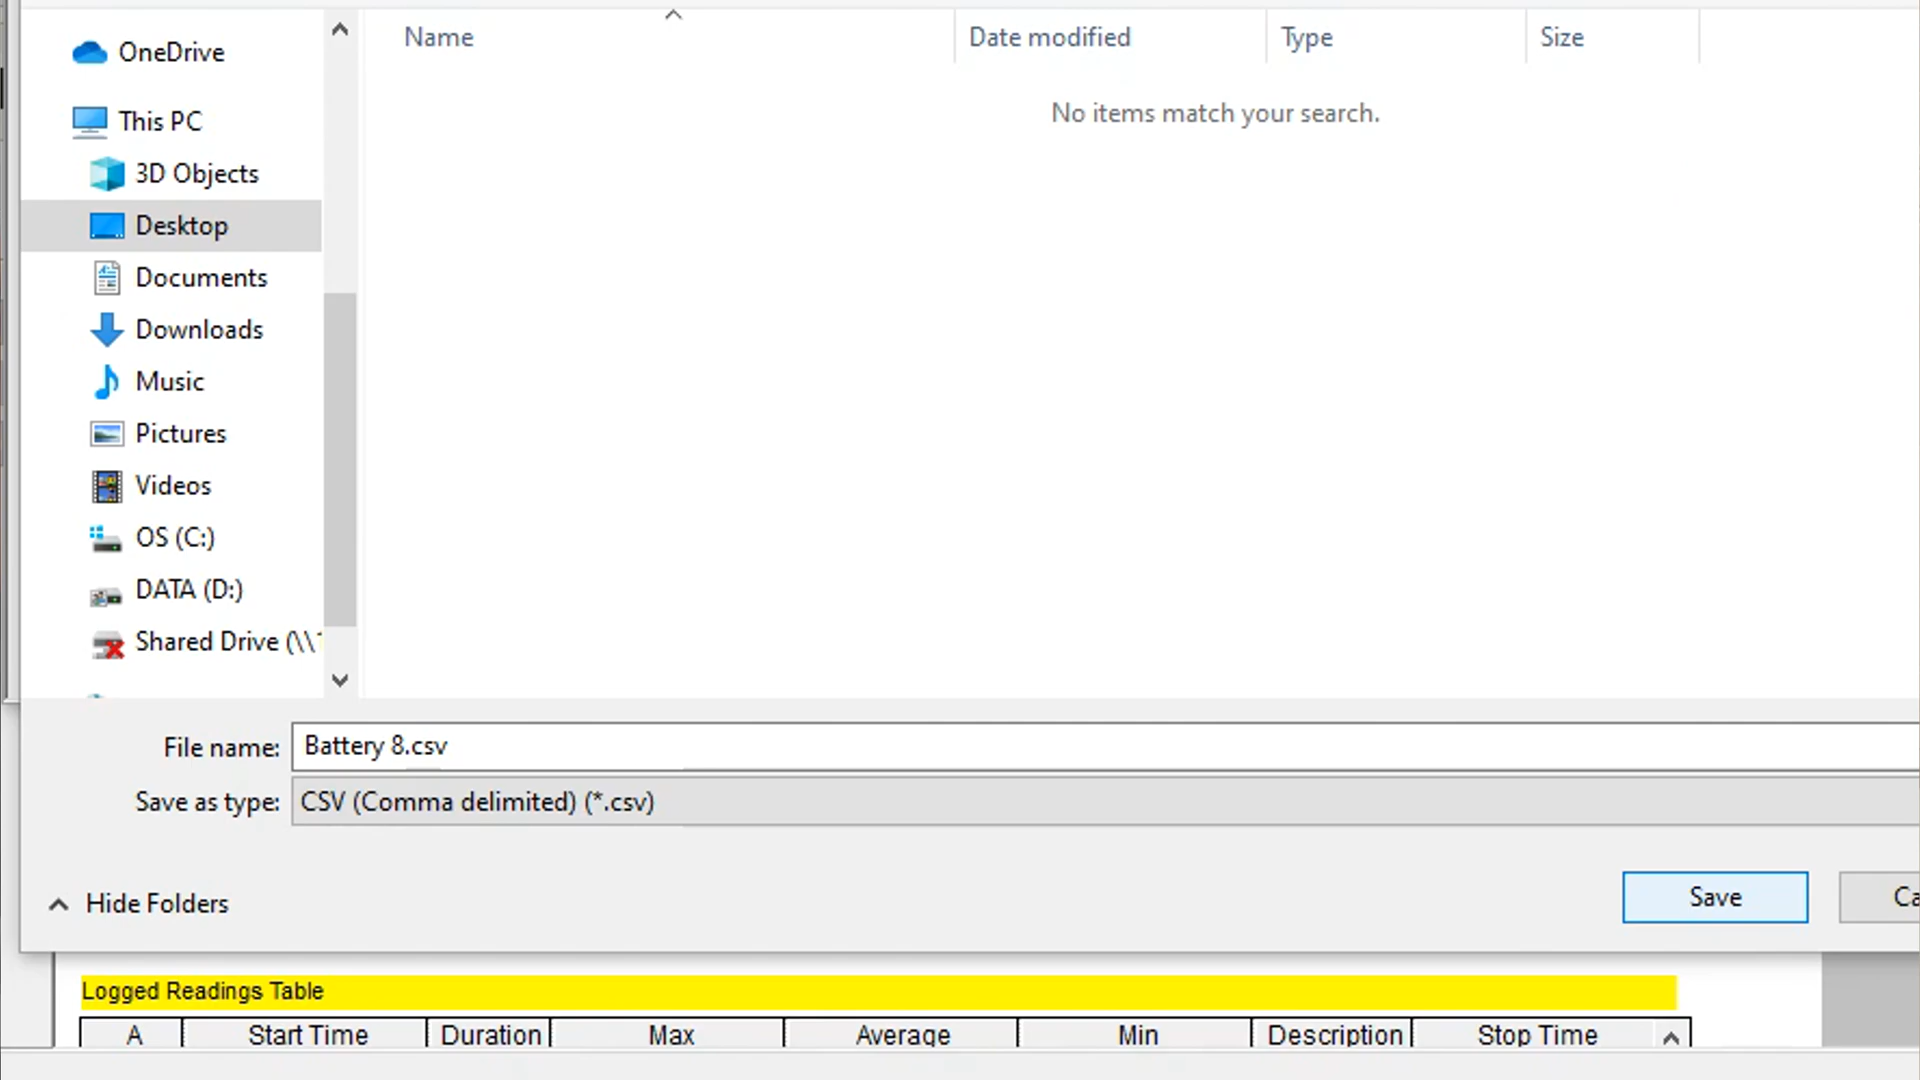 Name Date modified Type Size
OneDrive
No items match your search.
This PC
3D Objects
Desktop
Documents
Downloads
Music
Pictures
Videos
OS (C:)
DATA (D:)
Shared Drive (\\
File name: Battery 8.csv
Save as type: CSV (Comma delimited) (*.csv)
Hide Folders
Save Ca
Logged Readings Table
A Start Time Duration Max Average Min Description Stop Time